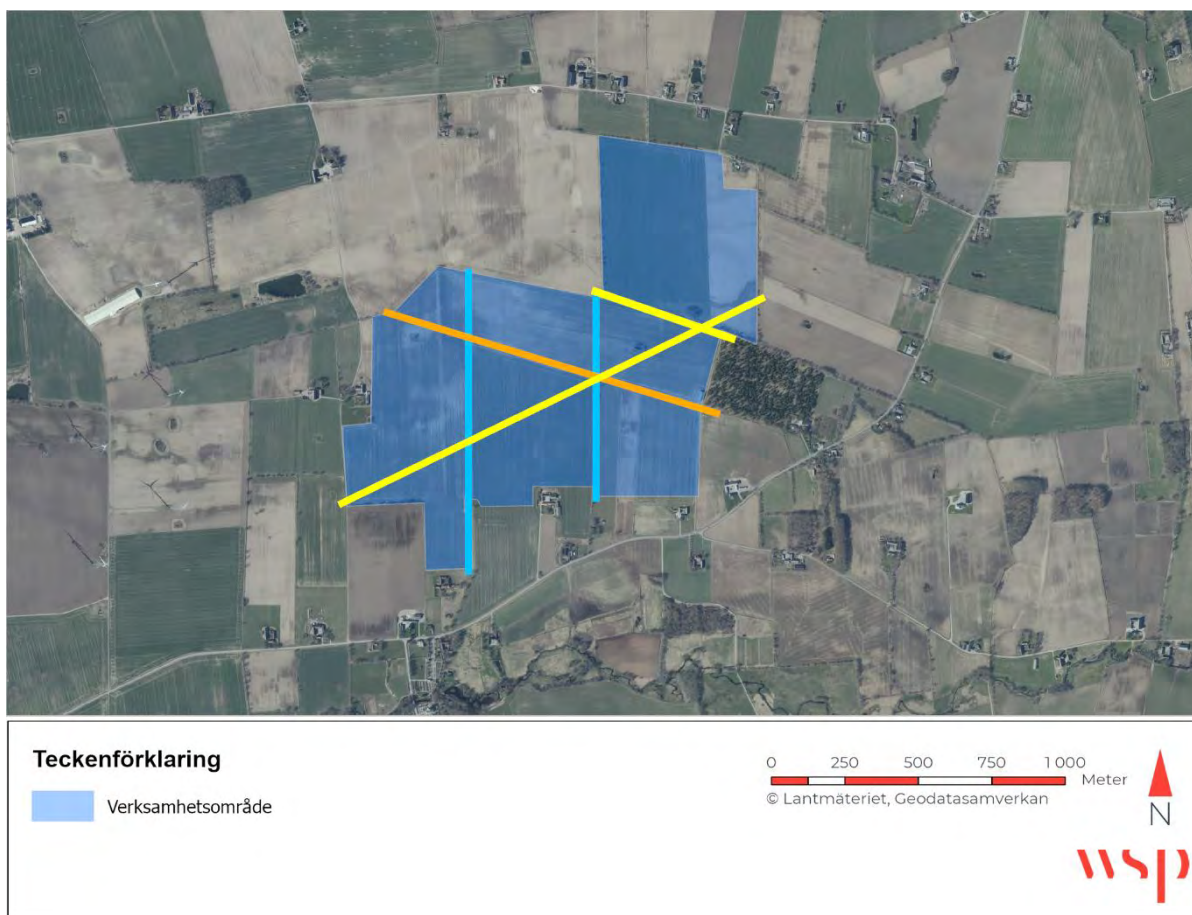 Teckenförklaring
Verksamhetsområde
0 250 500 750 1 000
Meter
© Lantmäteriet, Geodatasamverkan
N
wsp